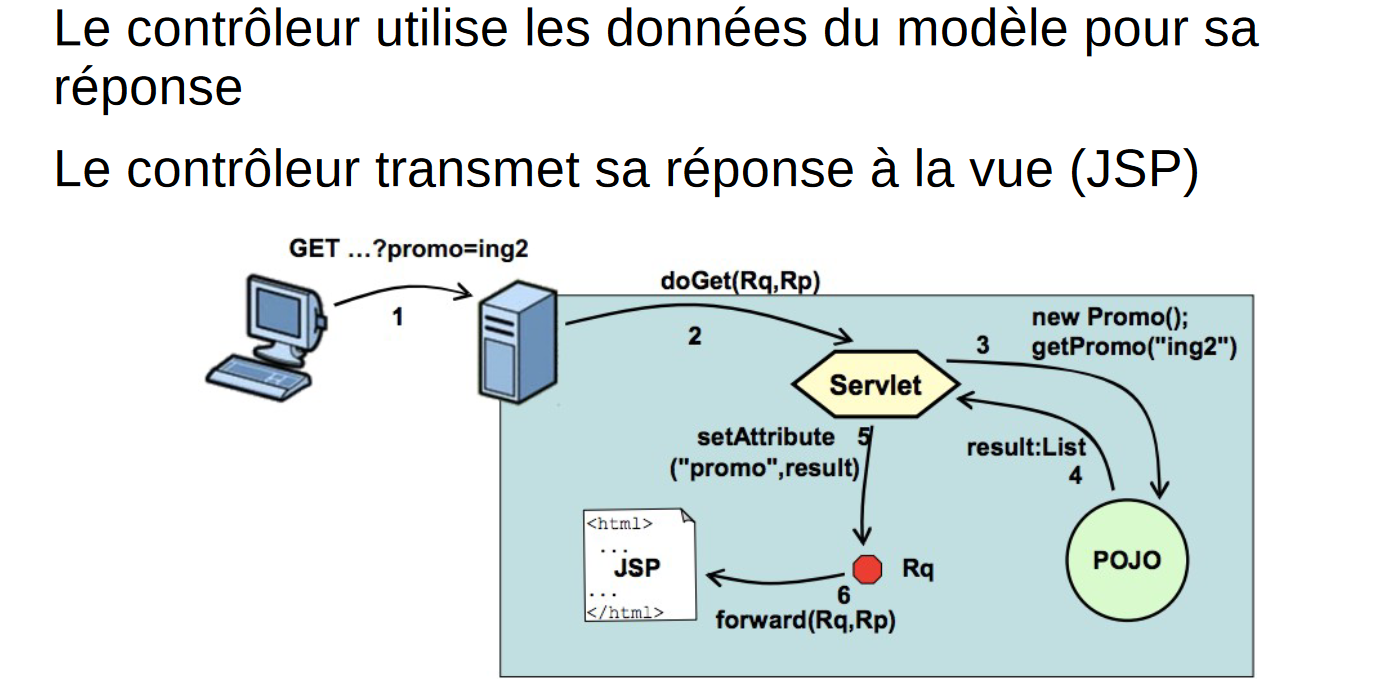 Le contrôleur utilise les données du modèle pour sa
réponse
Le contrôleur transmet sa réponse à la vue (JSP)
GET ...?promo=ing2
1
doGet(Rq,Rp)
2
new Promo();
3 getPromo("ing2")
Servlet
setAttribute 5
("promo",result)
result:List
4
<html>
...
JSP
...
</html>
Rq
POJO
6
forward(Rq,Rp)